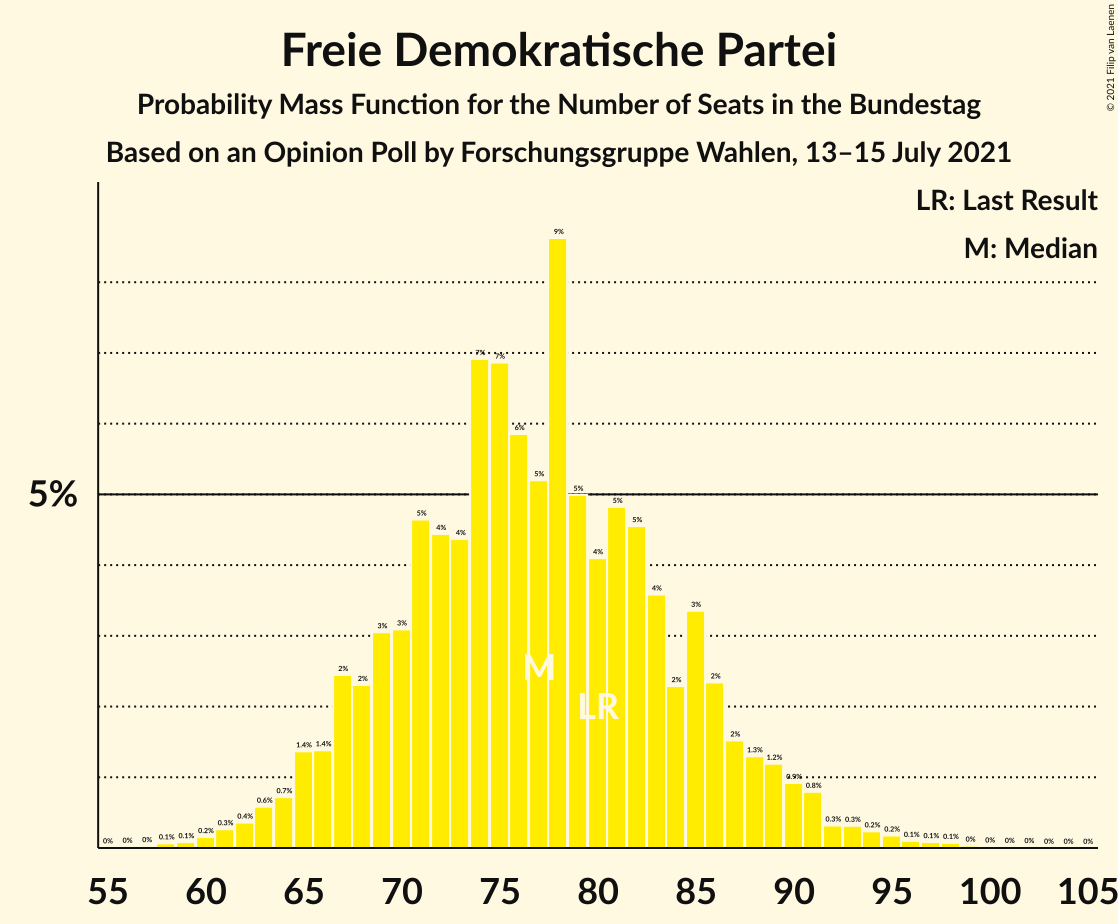 Freie Demokratische Partei
Probability Mass Function for the Number of Seats in the Bundestag
Based on an Opinion Poll by Forschungsgruppe Wahlen, 13–15 July 2021
© 2021 Filip van Laenen
LR: Last Result
M: Median
5%
0% 0% 0% 0.1% 0.1% 0.2% 0.3% 0.4% 0.6% 0.7% 1.4% 1.4% 2% 2% 3% 3% 5% 4% 4% 7% 7% 6% 5% 9% 5% 4% 5% 5% 4% 2% 3% 2% 2% 1.3% 1.2% 0.9% 0.8% 0.3% 0.3% 0.2% 0.2% 0.1% 0.1% 0.1% 0% 0% 0% 0% 0% 0% 0%
M
LR
55 60 65 70 75 80 85 90 95 100 105